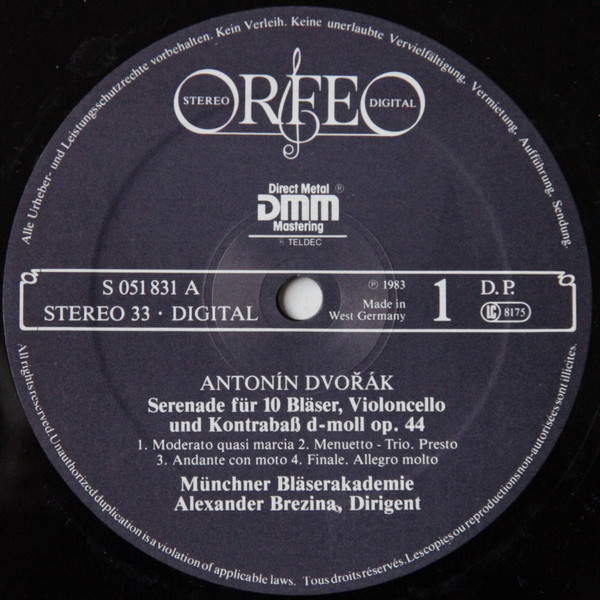 Alle Urheber- und Leistungsschutzrechte vorbehalten. Kein Verleih. Keine unerlaubte Vervielfältigung, Vermietung, Aufführung, Sendung.
ORFEO
STEREO
DIGITAL
Direct Metal ®
DMM
Mastering
TELDEC
S 051831 A
STEREO 33 · DIGITAL
℗ 1983
Made in
West Germany
1
D. P.
LC 8175
ANTONÍN DVOŘÁK
Serenade für 10 Bläser, Violoncello
und Kontrabaß d-moll op. 44
1. Moderato quasi marcia 2. Menuetto - Trio. Presto
3. Andante con moto 4. Finale. Allegro molto
Münchner Bläserakademie
Alexander Brezina, Dirigent
All rights reserved. Unauthorized duplication is a violation of applicable laws. Tous droits réservés. Les copies ou reproductions non-autorisées sont illicites.